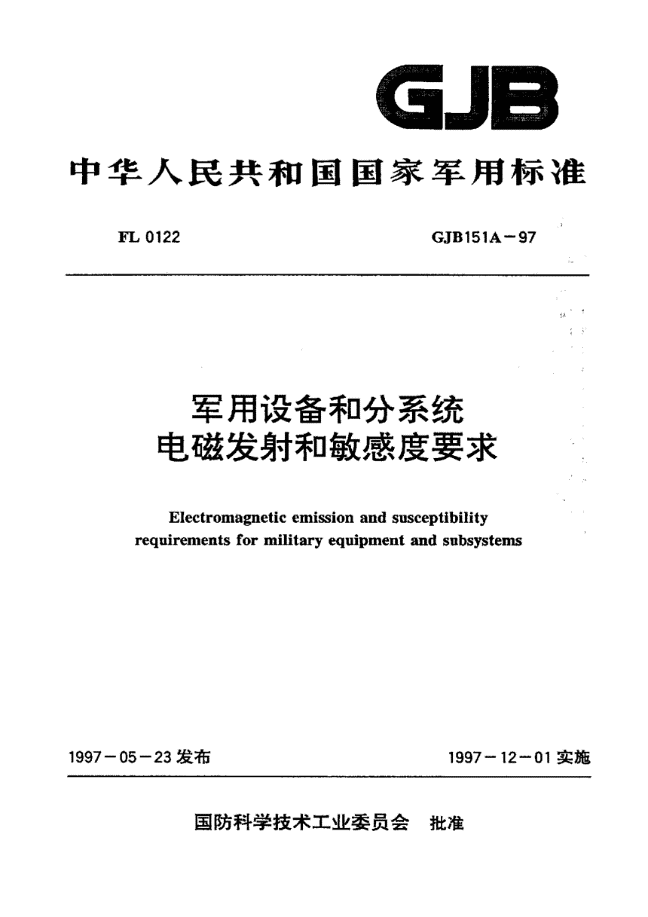 GJB
中华人民共和国国家军用标准
FL 0122
GJB151A－97
军用设备和分系统
电磁发射和敏感度要求
Electromagnetic emission and susceptibility
requirements for military equipment and subsystems
1997－05－23 发布
1997－12－01 实施
国防科学技术工业委员会 批准